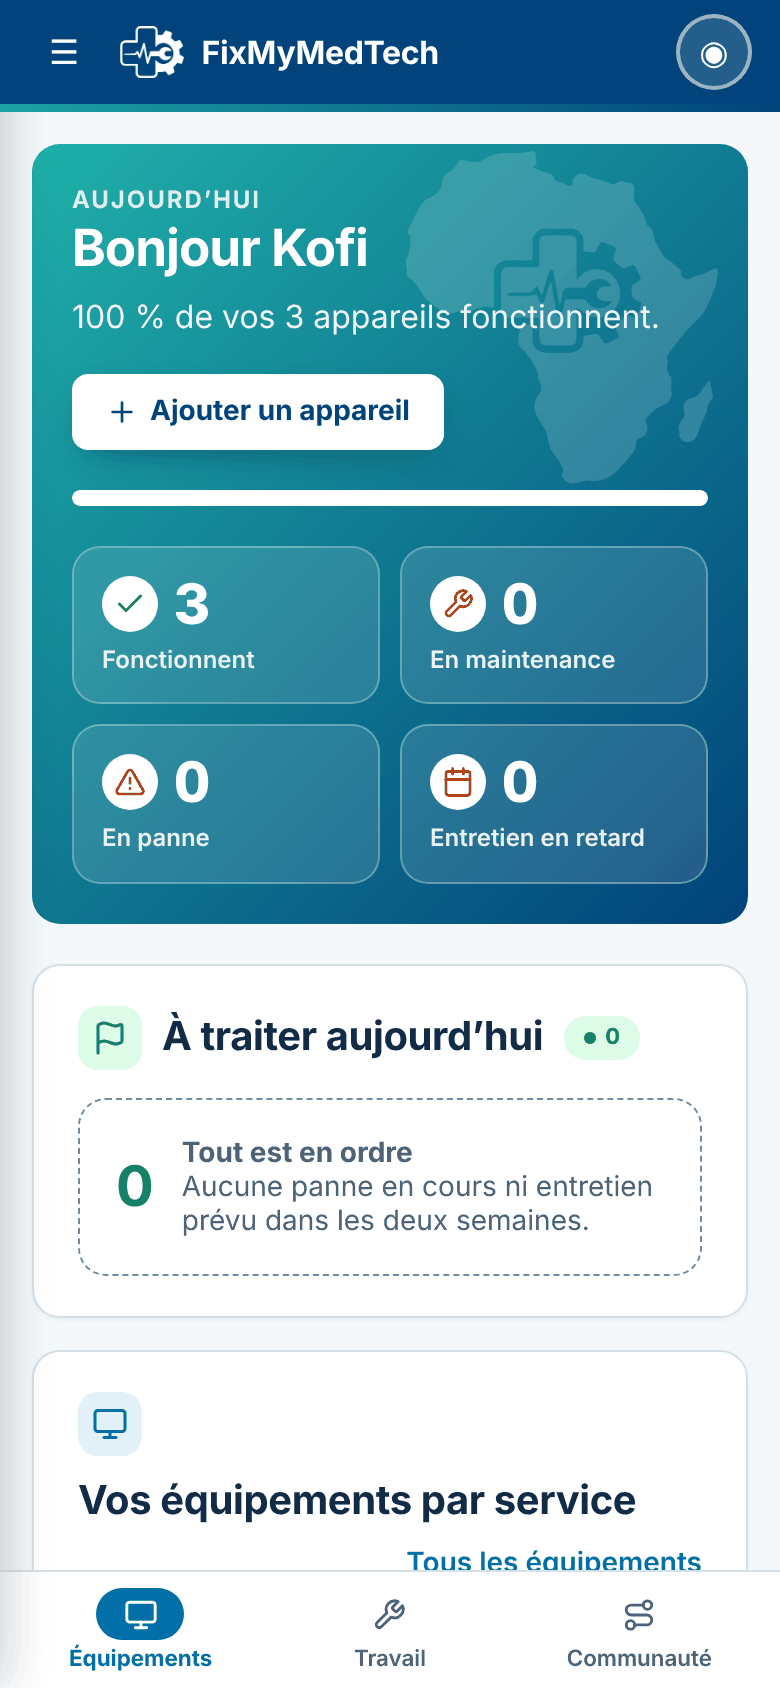 FixMyMedTech
AUJOURD’HUI
Bonjour Kofi
100 % de vos 3 appareils fonctionnent.
+ Ajouter un appareil
3
Fonctionnent
0
En maintenance
0
En panne
0
Entretien en retard
À traiter aujourd’hui
0
0
Tout est en ordre
Aucune panne en cours ni entretien
prévu dans les deux semaines.
Vos équipements par service
Tous les équipements
Équipements
Travail
Communauté